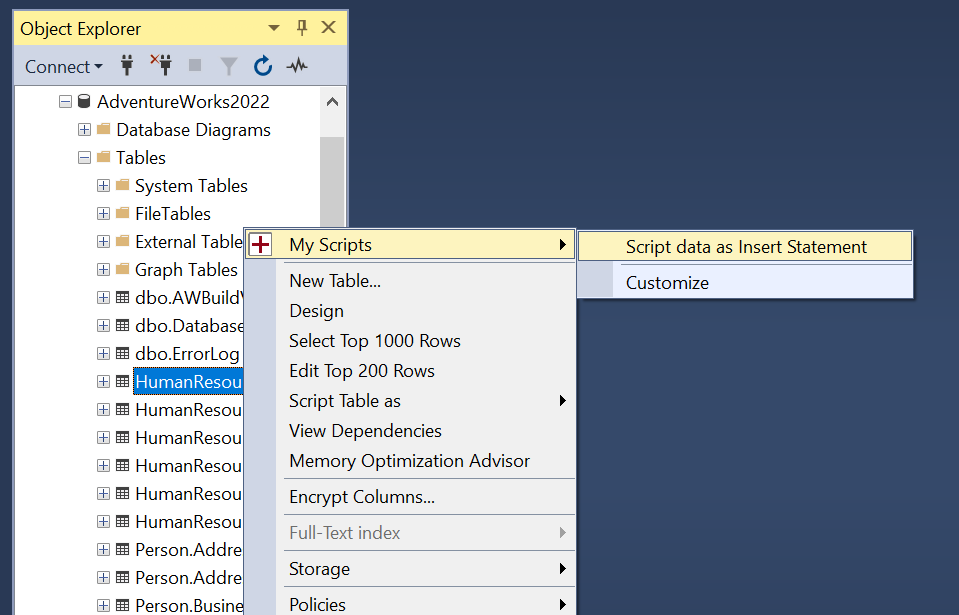 Object Explorer
Connect
AdventureWorks2022
Database Diagrams
Tables
System Tables
FileTables
External Table
Graph Tables
dbo.AWBuildV
dbo.Database
dbo.ErrorLog
HumanResou
HumanResou
HumanResou
HumanResou
HumanResou
HumanResou
Person.Addre
Person.Addre
Person.Busine
My Scripts
New Table...
Design
Select Top 1000 Rows
Edit Top 200 Rows
Script Table as
View Dependencies
Memory Optimization Advisor
Encrypt Columns...
Full-Text index
Storage
Policies
Script data as Insert Statement
Customize